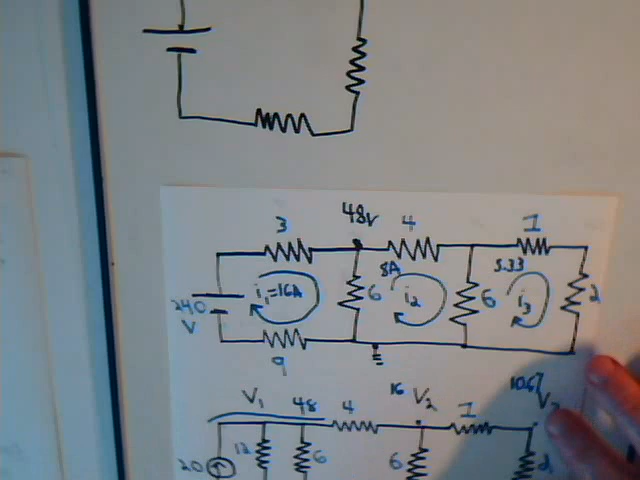 48V
3 4 1
8A 5.33
240 V i₁=16A 6 i₂ 6 i₃ 2
9
V₁ 48 4 16 V₂ 1 10.67
20 12 6 6 2